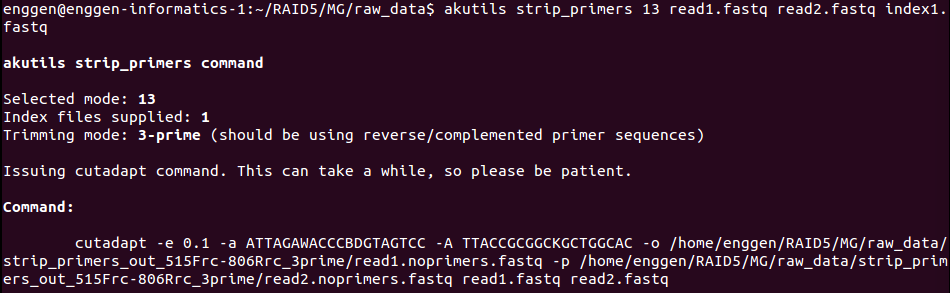 enggen@enggen-informatics-1:~/RAID5/MG/raw_data$ akutils strip_primers 13 read1.fastq read2.fastq index1.
fastq
akutils strip_primers command
Selected mode: 13
Index files supplied: 1
Trimming mode: 3-prime (should be using reverse/complemented primer sequences)
Issuing cutadapt command. This can take a while, so please be patient.
Command:
cutadapt -e 0.1 -a ATTAGAWACCCBDGTAGTCC -A TTACCGCGGCKGCTGGCAC -o /home/enggen/RAID5/MG/raw_data/
strip_primers_out_515Frc-806Rrc_3prime/read1.noprimers.fastq -p /home/enggen/RAID5/MG/raw_data/strip_prim
ers_out_515Frc-806Rrc_3prime/read2.noprimers.fastq read1.fastq read2.fastq